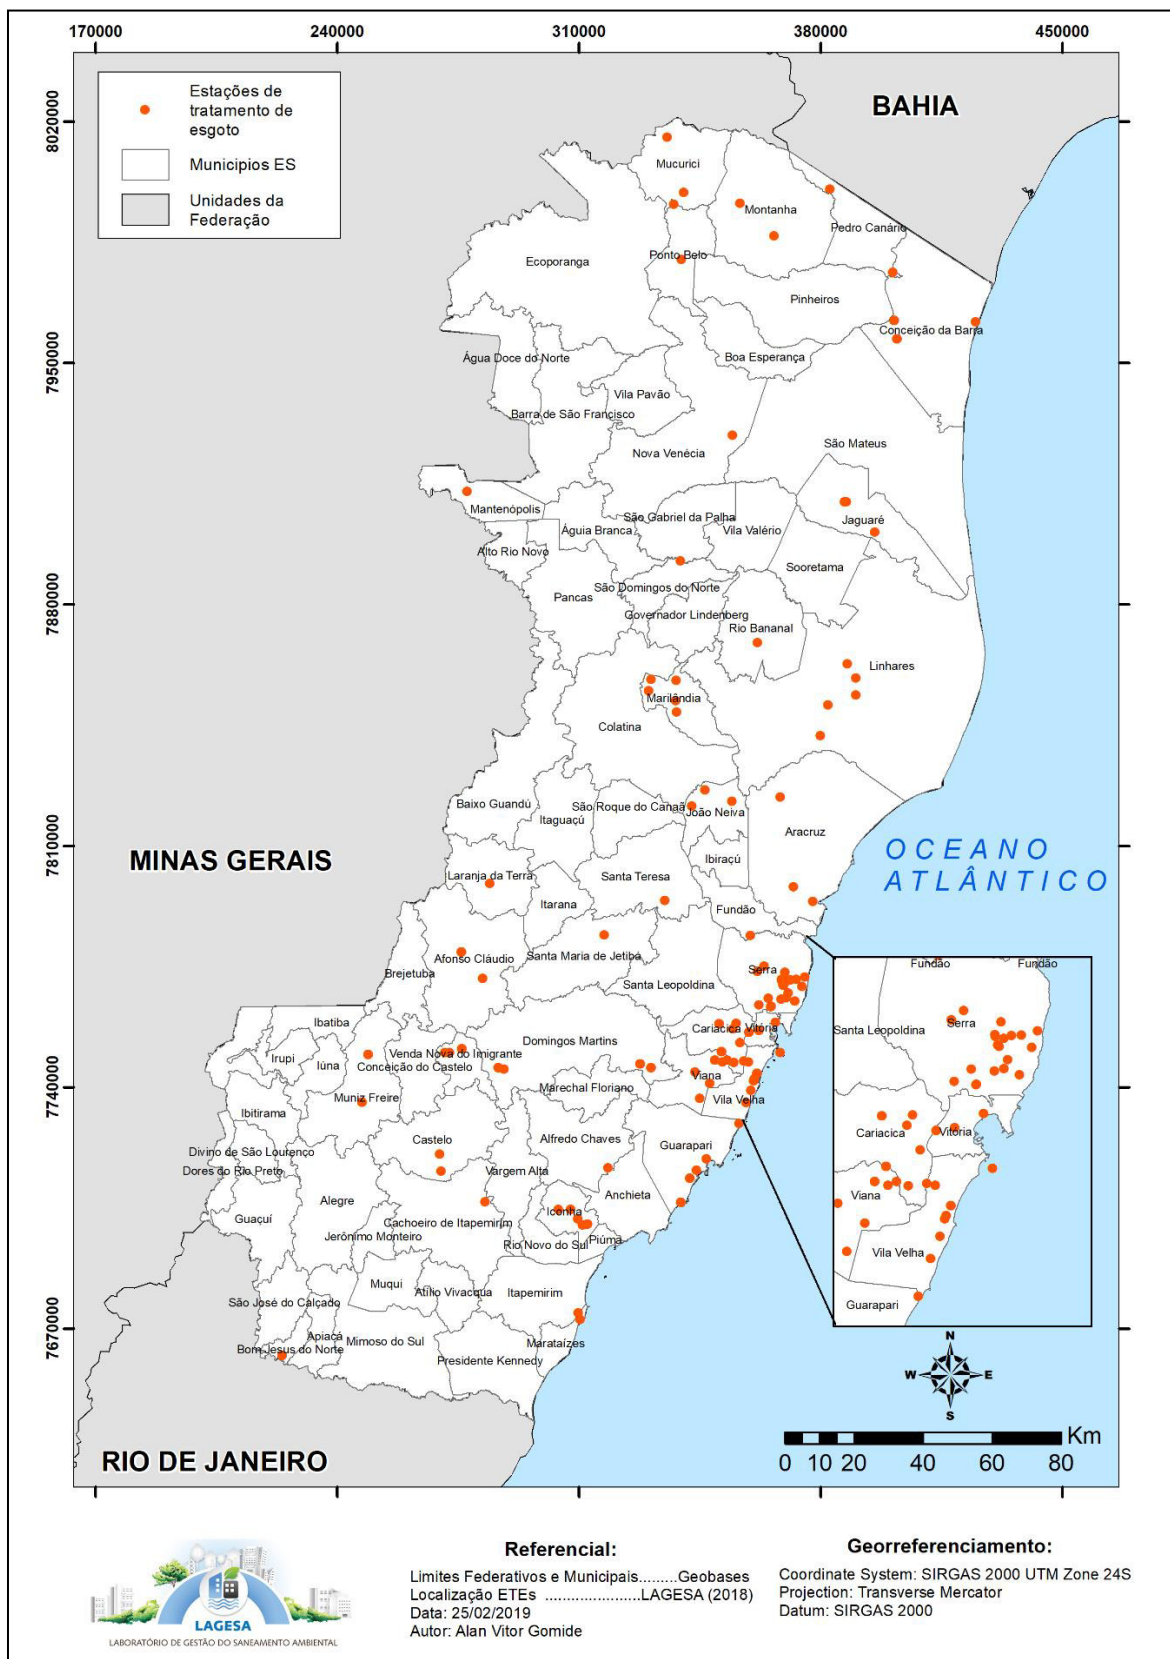 170000 240000 310000 380000 450000
8020000
7950000
7880000
7810000
7740000
7670000
Estações de
tratamento de
esgoto
Municipios ES
Unidades da
Federação
BAHIA
MINAS GERAIS
RIO DE JANEIRO
OCEANO
ATLÂNTICO
Mucurici
Montanha
Pedro Canário
Ponto Belo
Ecoporanga
Pinheiros
Conceição da Barra
Água Doce do Norte
Boa Esperança
Vila Pavão
Barra de São Francisco
São Mateus
Nova Venécia
Mantenópolis
São Gabriel da Palha
Jaguaré
Águia Branca
Vila Valério
Alto Rio Novo
Sooretama
São Domingos do Norte
Pancas
Governador Lindenberg
Rio Bananal
Linhares
Marilândia
Colatina
Baixo Guandú
São Roque do Canaã
João Neiva
Itaguaçú
Aracruz
Ibiraçú
Laranja da Terra
Santa Teresa
Itarana
Fundão
Afonso Cláudio
Santa Maria de Jetibá
Brejetuba
Serra
Santa Leopoldina
Ibatiba
Cariacica
Vitória
Domingos Martins
Irupi
Venda Nova do Imigrante
Iúna
Conceição do Castelo
Viana
Marechal Floriano
Muniz Freire
Vila Velha
Ibitirama
Castelo
Alfredo Chaves
Guarapari
Divino de São Lourenço
Dores do Rio Preto
Vargem Alta
Anchieta
Alegre
Guaçuí
Iconha
Cachoeiro de Itapemirim
Jerônimo Monteiro
Rio Novo do Sul
Piúma
Muqui
Atílio Vivacqua
Itapemirim
São José do Calçado
Apiacá
Mimoso do Sul
Marataízes
Bom Jesus do Norte
Presidente Kennedy
Fundão
Fundão
Santa Leopoldina
Serra
Cariacica
Vitória
Viana
Vila Velha
Guarapari
N
W E
S
Km
0 10 20 40 60 80
LAGESA
LABORATÓRIO DE GESTÃO DO SANEAMENTO AMBIENTAL
Referencial:
Limites Federativos e Municipais.........Geobases
Localização ETEs ......................LAGESA (2018)
Data: 25/02/2019
Autor: Alan Vitor Gomide
Georreferenciamento:
Coordinate System: SIRGAS 2000 UTM Zone 24S
Projection: Transverse Mercator
Datum: SIRGAS 2000